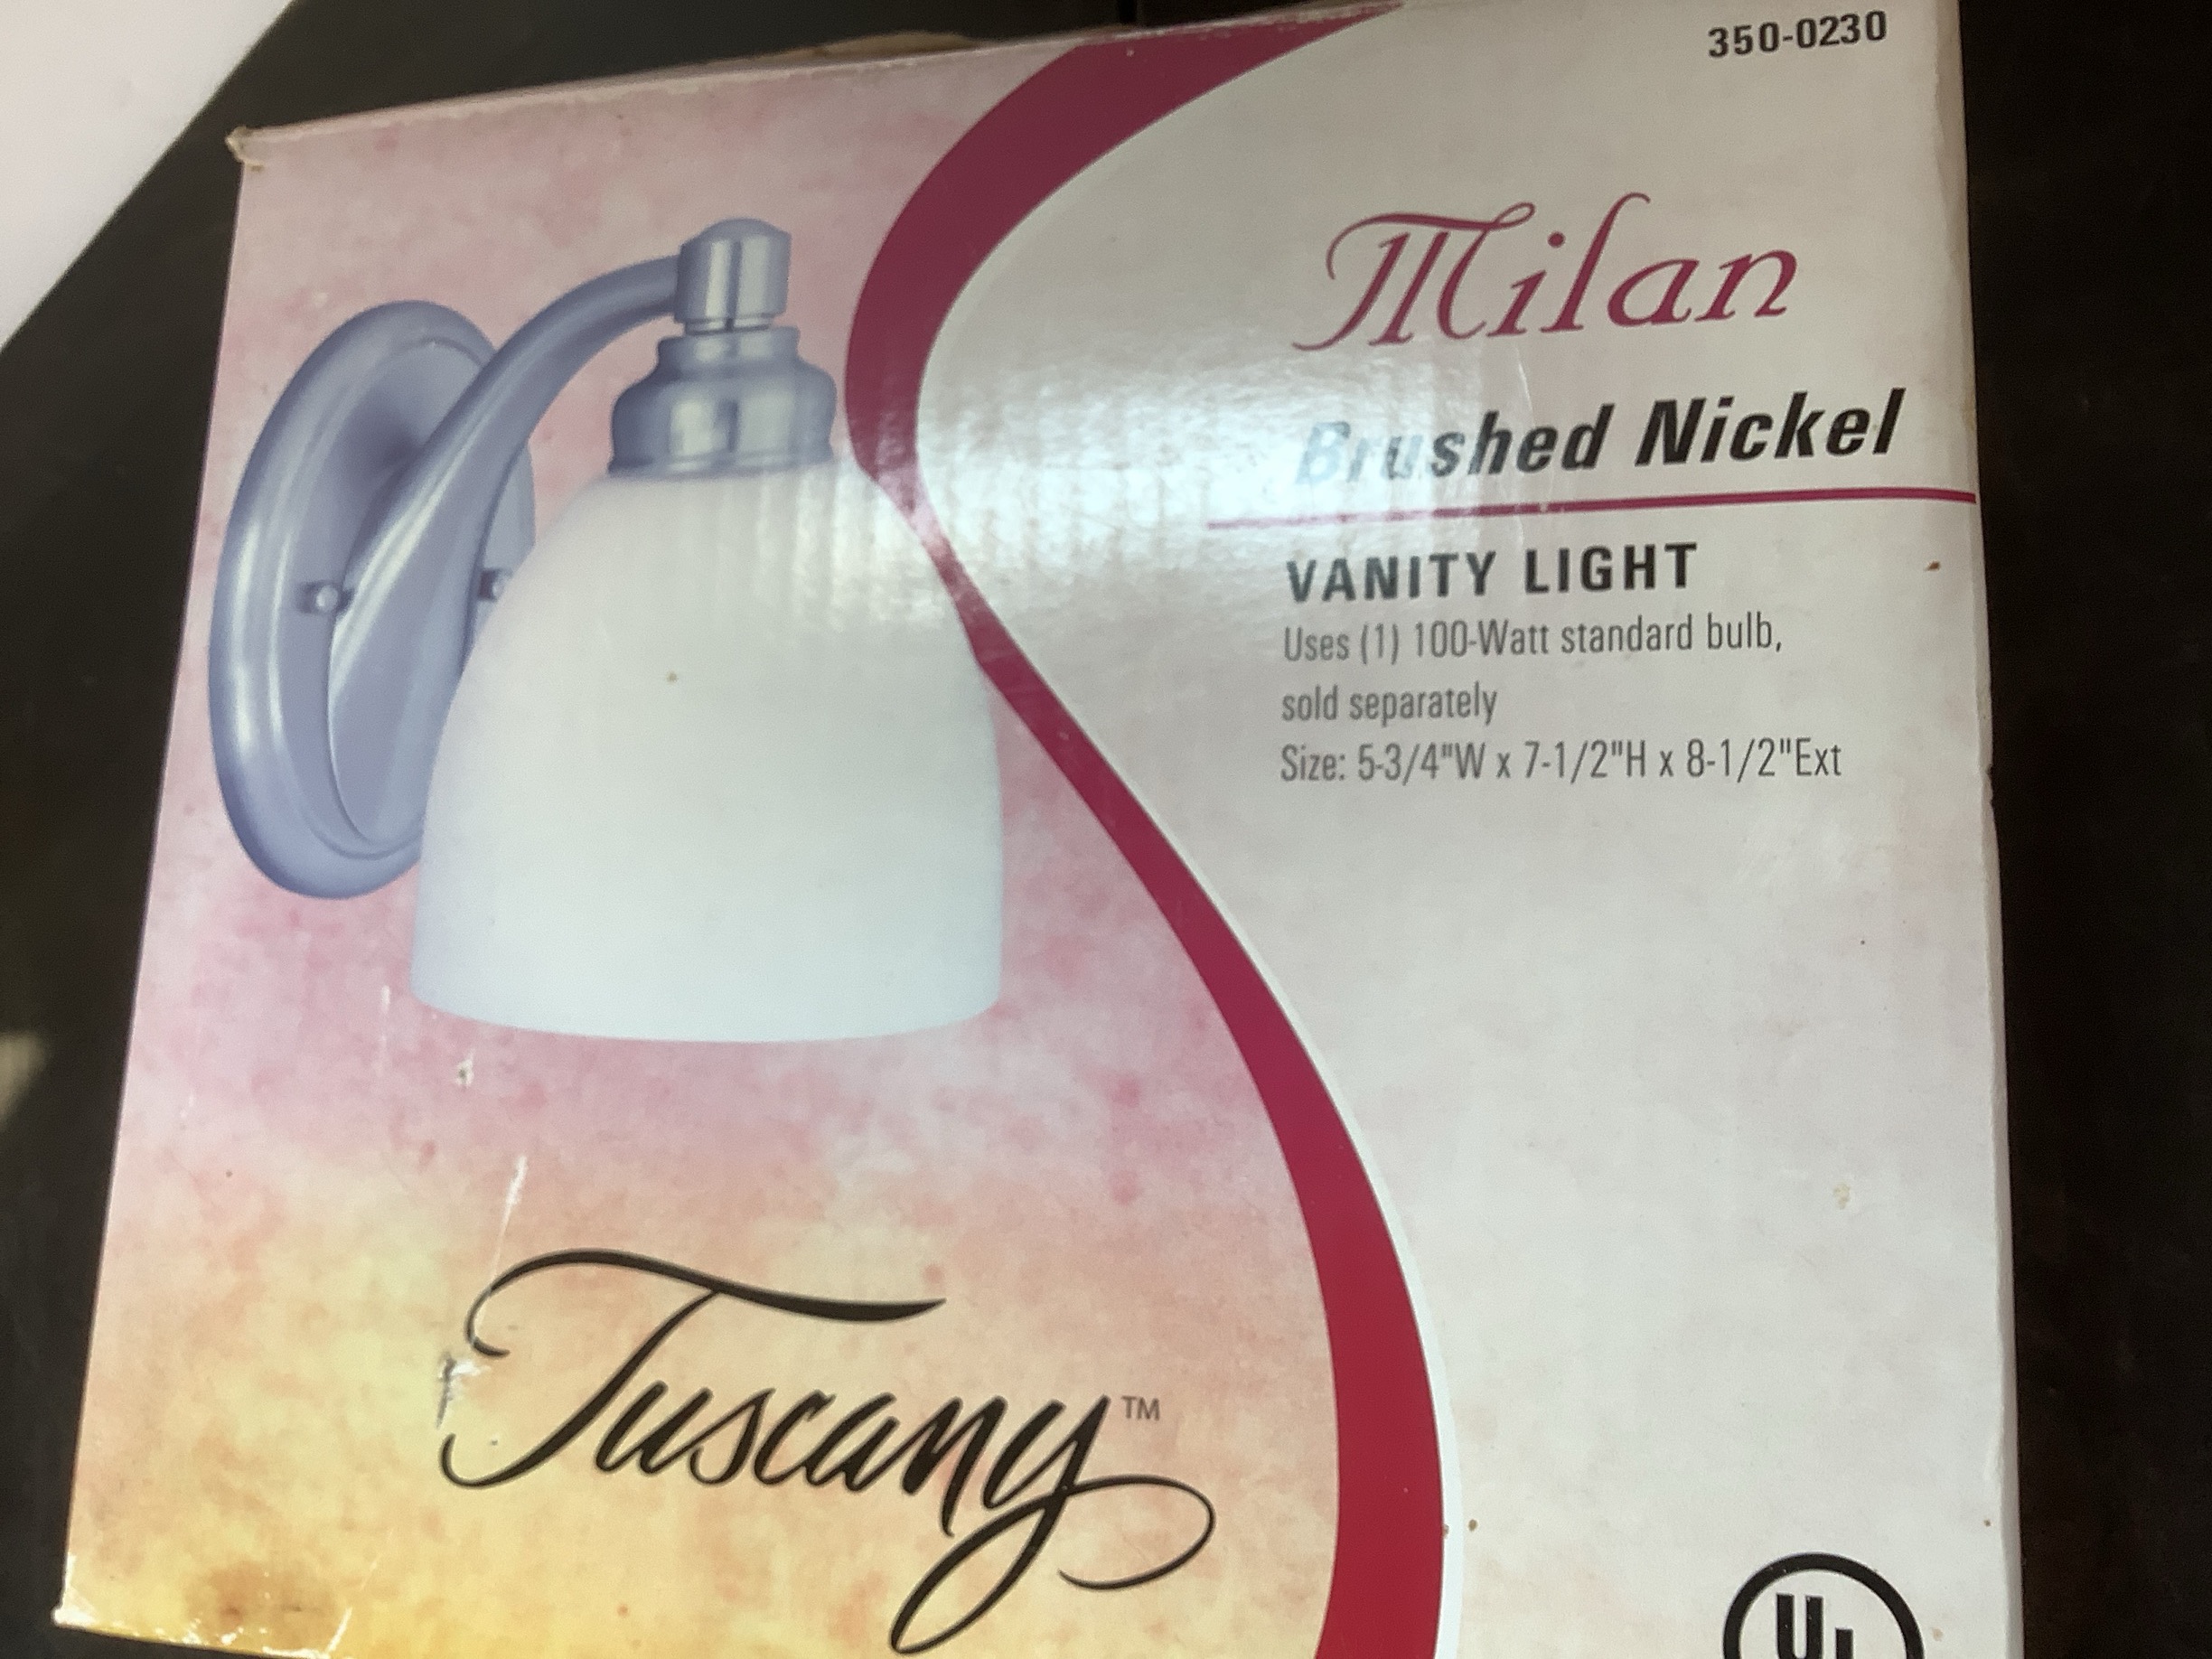 350-0230
Milan
Brushed Nickel
VANITY LIGHT
Uses (1) 100-Watt standard bulb,
sold separately
Size: 5-3/4"W x 7-1/2"H x 8-1/2"Ext
Tuscany™
UL